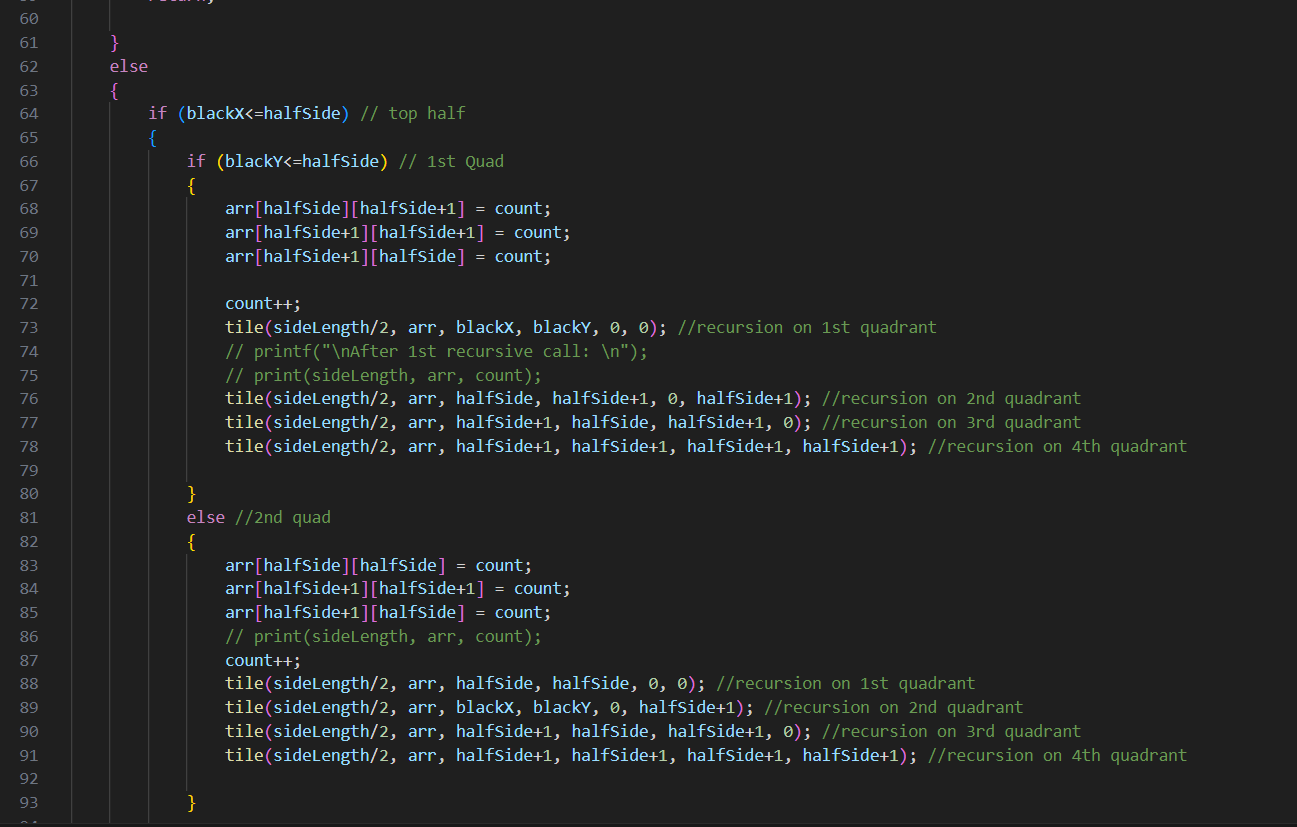 60
61 }
62 else
63 {
64 if (blackX<=halfSide) // top half
65 {
66 if (blackY<=halfSide) // 1st Quad
67 {
68 arr[halfSide][halfSide+1] = count;
69 arr[halfSide+1][halfSide+1] = count;
70 arr[halfSide+1][halfSide] = count;
71
72 count++;
73 tile(sideLength/2, arr, blackX, blackY, 0, 0); //recursion on 1st quadrant
74 // printf("\nAfter 1st recursive call: \n");
75 // print(sideLength, arr, count);
76 tile(sideLength/2, arr, halfSide, halfSide+1, 0, halfSide+1); //recursion on 2nd quadrant
77 tile(sideLength/2, arr, halfSide+1, halfSide, halfSide+1, 0); //recursion on 3rd quadrant
78 tile(sideLength/2, arr, halfSide+1, halfSide+1, halfSide+1, halfSide+1); //recursion on 4th quadrant
79
80 }
81 else //2nd quad
82 {
83 arr[halfSide][halfSide] = count;
84 arr[halfSide+1][halfSide+1] = count;
85 arr[halfSide+1][halfSide] = count;
86 // print(sideLength, arr, count);
87 count++;
88 tile(sideLength/2, arr, halfSide, halfSide, 0, 0); //recursion on 1st quadrant
89 tile(sideLength/2, arr, blackX, blackY, 0, halfSide+1); //recursion on 2nd quadrant
90 tile(sideLength/2, arr, halfSide+1, halfSide, halfSide+1, 0); //recursion on 3rd quadrant
91 tile(sideLength/2, arr, halfSide+1, halfSide+1, halfSide+1, halfSide+1); //recursion on 4th quadrant
92
93 }